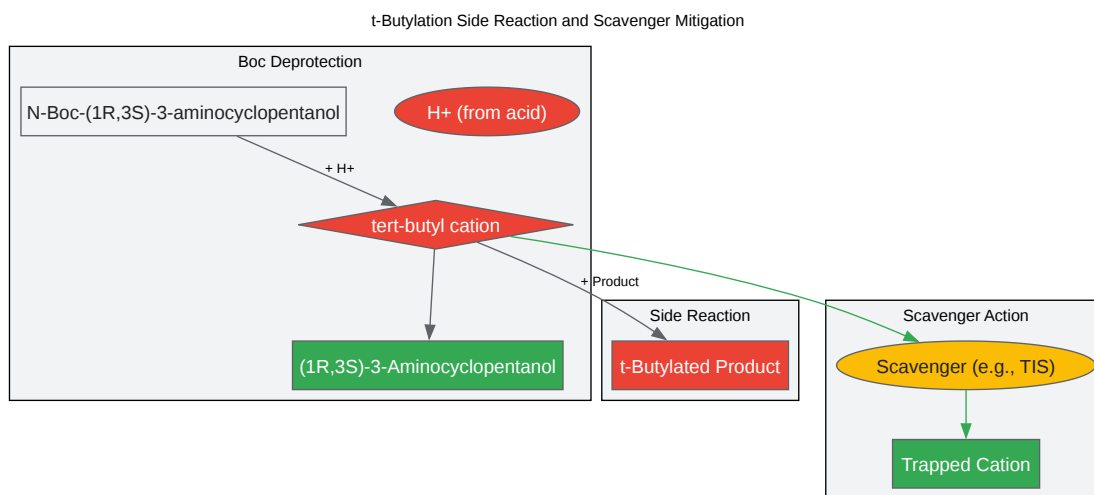 t-Butylation Side Reaction and Scavenger Mitigation
Boc Deprotection
N-Boc-(1R,3S)-3-aminocyclopentanol
H+ (from acid)
+ H+
tert-butyl cation
+ Product
Side Reaction
Scavenger Action
(1R,3S)-3-Aminocyclopentanol
t-Butylated Product
Scavenger (e.g., TIS)
Trapped Cation